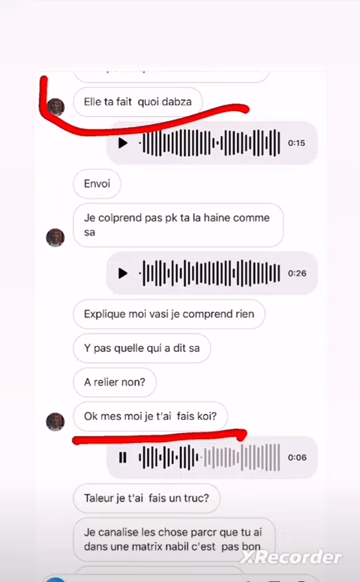 Elle ta fait quoi dabza
0:15
Envoi
Je colprend pas pk ta la haine comme
sa
0:26
Explique moi vasi je comprend rien
Y pas quelle qui a dit sa
A relier non?
Ok mes moi je t'ai fais koi?
0:06
Taleur je t'ai fais un truc?
Je canalise les chose parcr que tu ai
dans une matrix nabil c'est pas bon
XRecorder